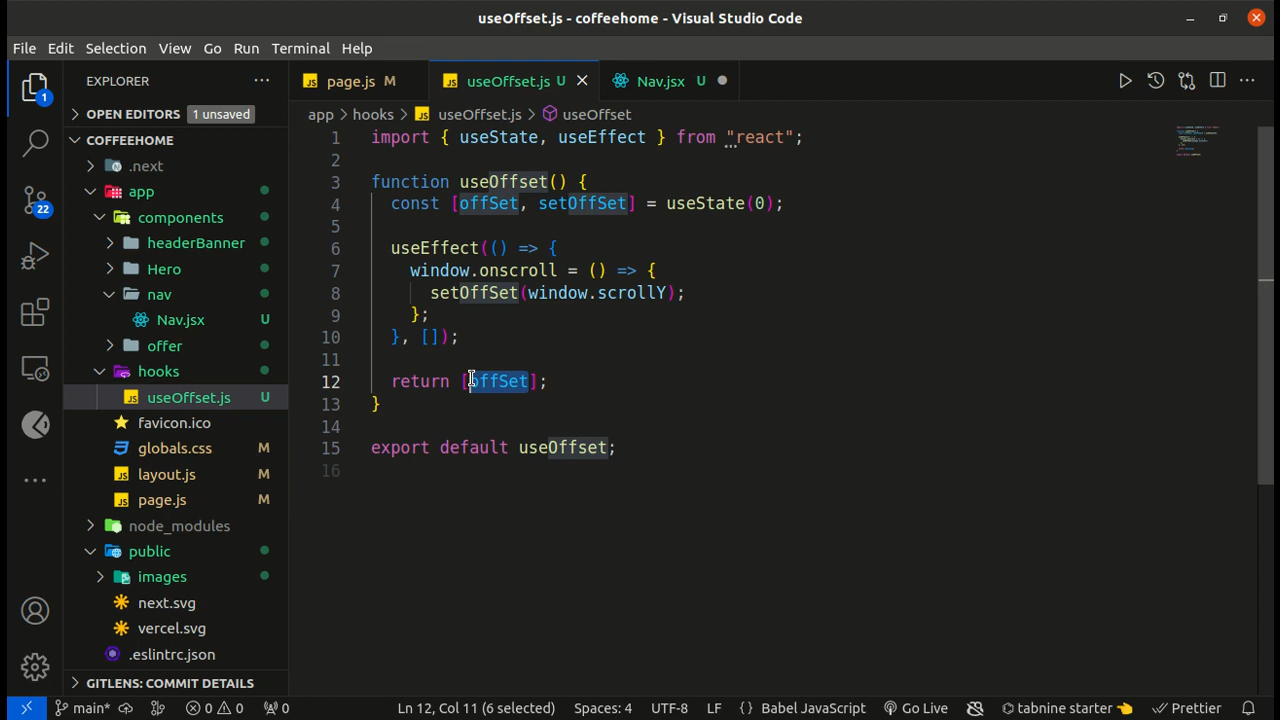 useOffset.js - coffeehome - Visual Studio Code
File Edit Selection View Go Run Terminal Help
EXPLORER
page.js M
useOffset.js U
Nav.jsx U
OPEN EDITORS 1 unsaved
app > hooks > useOffset.js > useOffset
COFFEEHOME
.next
app
components
headerBanner
Hero
nav
Nav.jsx U
offer
hooks
useOffset.js U
favicon.ico
globals.css M
layout.js M
page.js M
node_modules
public
images
next.svg
vercel.svg
.eslintrc.json
GITLENS: COMMIT DETAILS
1
22
1 import { useState, useEffect } from "react";
2
3 function useOffset() {
4 const [offSet, setOffSet] = useState(0);
5
6 useEffect(() => {
7 window.onscroll = () => {
8 setOffSet(window.scrollY);
9 };
10 }, []);
11
12 return [offSet];
13 }
14
15 export default useOffset;
16
main* 0 0 0 Ln 12, Col 11 (6 selected) Spaces: 4 UTF-8 LF {} Babel JavaScript Go Live tabnine starter 👈 Prettier